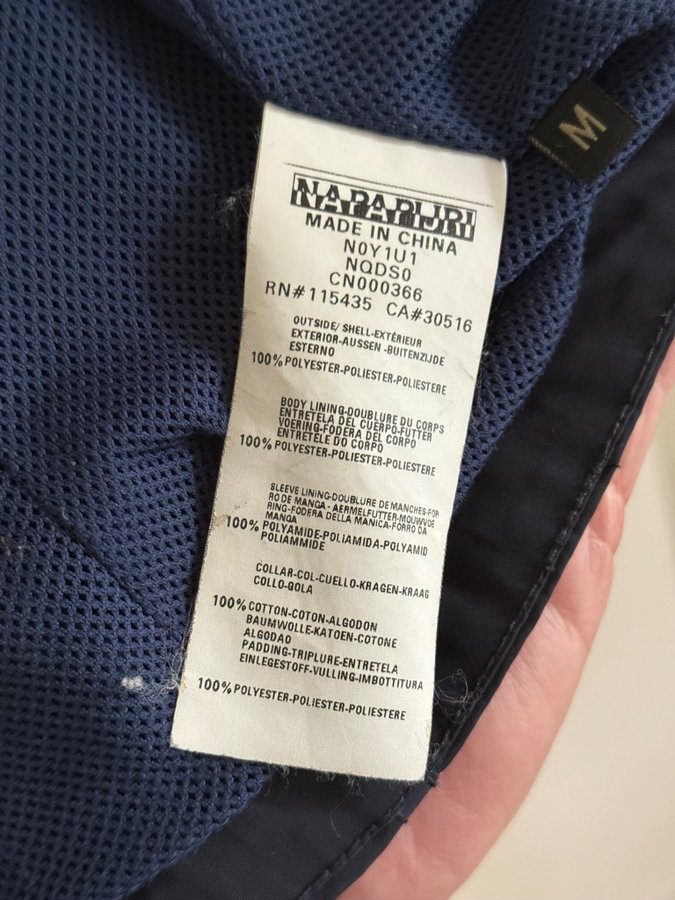 M
NAPAPIJRI
MADE IN CHINA
N0Y1U1
NQDS0
CN000366
RN#115435 CA#30516
OUTSIDE/SHELL-EXTÉRIEUR
EXTERIOR-AUSSEN-BUITENZIJDE
ESTERNO
100% POLYESTER-POLIESTER-POLIESTERE
BODY LINING-DOUBLURE DU CORPS
ENTRETELA DEL CUERPO-FUTTER
VOERING-FODERA DEL CORPO
ENTRETELE DO CORPO
100% POLYESTER-POLIESTER-POLIESTERE
SLEEVE LINING-DOUBLURE DE MANCHES-FOR
RO DE MANGA - AERMELFUTTER-MOUWVOE
RING-FODERA DELLA MANICA-FORRO DA
MANGA
100% POLYAMIDE-POLIAMIDA-POLYAMID
POLIAMMIDE
COLLAR-COL-CUELLO-KRAGEN-KRAAG
COLLO-GOLA
100% COTTON-COTON-ALGODON
BAUMWOLLE-KATOEN-COTONE
ALGODAO
PADDING-TRIPLURE-ENTRETELA
EINLEGESTOFF-VULLING-IMBOTTITURA
100% POLYESTER-POLIESTER-POLIESTERE